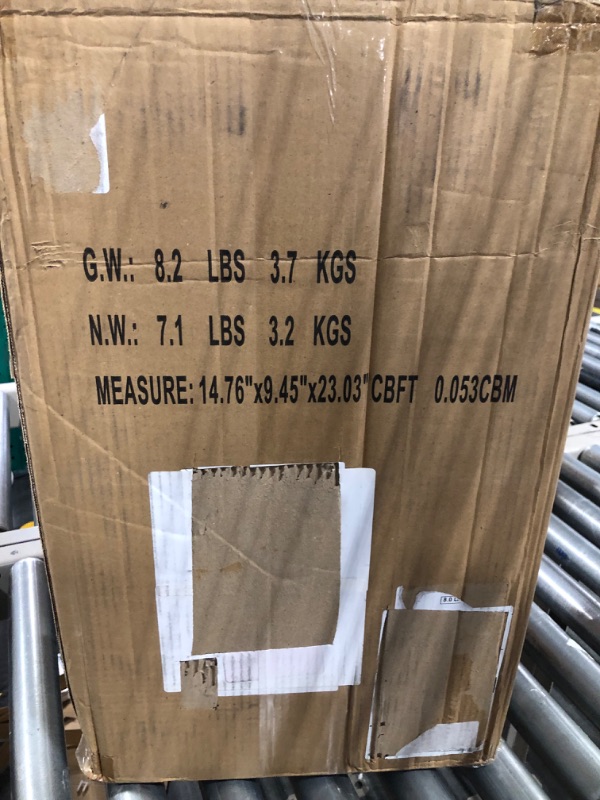 G.W.: 8.2 LBS 3.7 KGS
N.W.: 7.1 LBS 3.2 KGS
MEASURE: 14.76"x9.45"x23.03" CBFT 0.053CBM